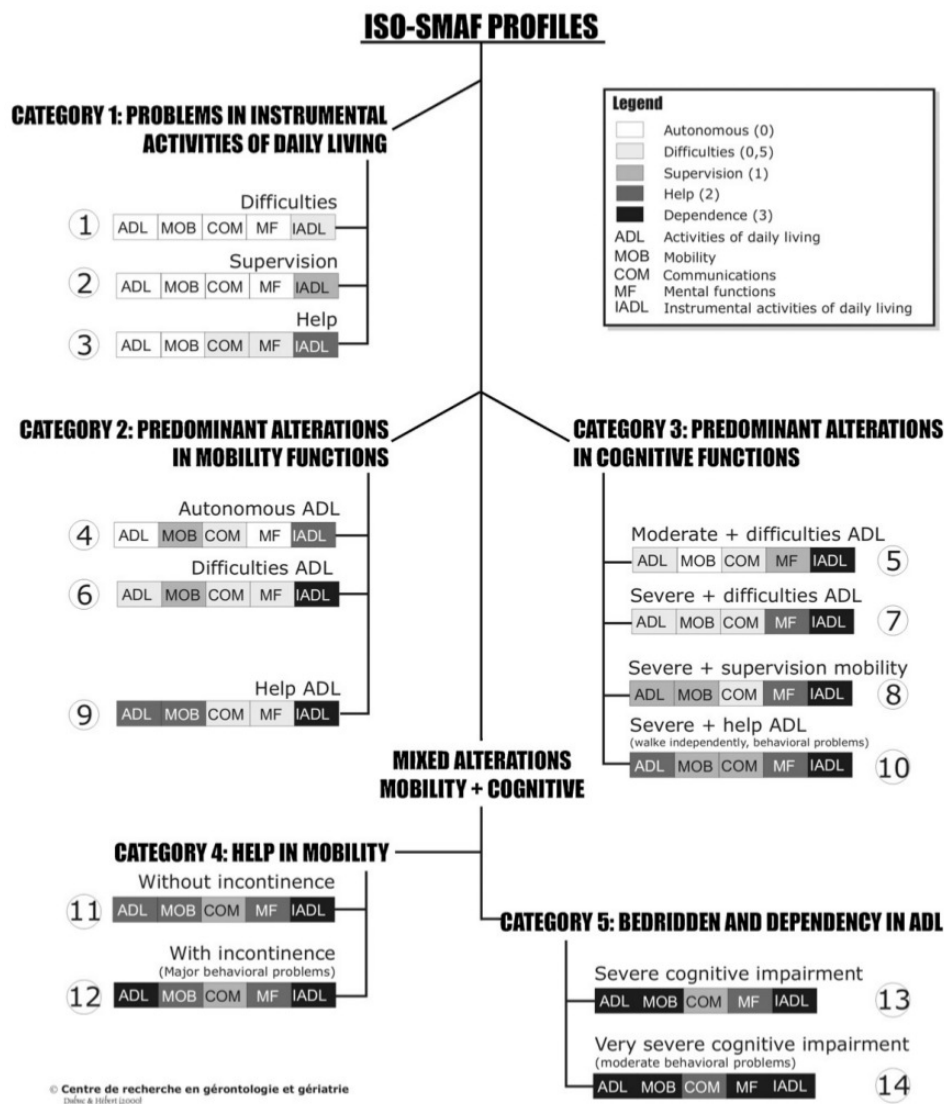 ISO-SMAF PROFILES
CATEGORY 1: PROBLEMS IN INSTRUMENTAL
ACTIVITIES OF DAILY LIVING
Difficulties
1 ADL MOB COM MF IADL
Supervision
2 ADL MOB COM MF IADL
Help
3 ADL MOB COM MF IADL
Legend
Autonomous (0)
Difficulties (0,5)
Supervision (1)
Help (2)
Dependence (3)
ADL Activities of daily living
MOB Mobility
COM Communications
MF Mental functions
IADL Instrumental activities of daily living
CATEGORY 2: PREDOMINANT ALTERATIONS
IN MOBILITY FUNCTIONS
Autonomous ADL
4 ADL MOB COM MF IADL
Difficulties ADL
6 ADL MOB COM MF IADL
Help ADL
9 ADL MOB COM MF IADL
CATEGORY 3: PREDOMINANT ALTERATIONS
IN COGNITIVE FUNCTIONS
Moderate + difficulties ADL
ADL MOB COM MF IADL 5
Severe + difficulties ADL
ADL MOB COM MF IADL 7
Severe + supervision mobility
ADL MOB COM MF IADL 8
Severe + help ADL
(walke independently, behavioral problems)
ADL MOB COM MF IADL 10
MIXED ALTERATIONS
MOBILITY + COGNITIVE
CATEGORY 4: HELP IN MOBILITY
Without incontinence
11 ADL MOB COM MF IADL
With incontinence
(Major behavioral problems)
12 ADL MOB COM MF IADL
CATEGORY 5: BEDRIDDEN AND DEPENDENCY IN ADL
Severe cognitive impairment
ADL MOB COM MF IADL 13
Very severe cognitive impairment
(moderate behavioral problems)
ADL MOB COM MF IADL 14
© Centre de recherche en gérontologie et gériatrie
Dubuc & Hébert (2000)